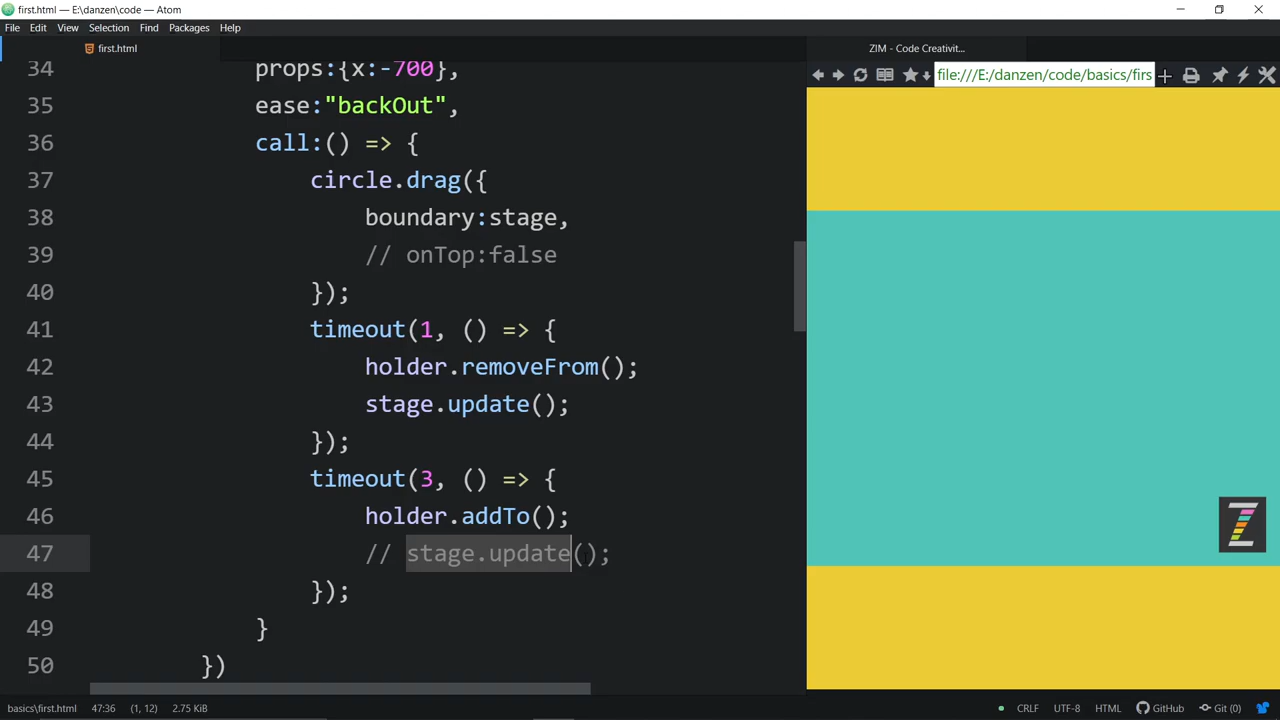 first.html — E:\danzen\code — Atom
File Edit View Selection Find Packages Help
first.html
ZIM - Code Creativit...
file:///E:/danzen/code/basics/firs
34 props:{x:-700},
35 ease:"backOut",
36 call:() => {
37 circle.drag({
38 boundary:stage,
39 // onTop:false
40 });
41 timeout(1, () => {
42 holder.removeFrom();
43 stage.update();
44 });
45 timeout(3, () => {
46 holder.addTo();
47 // stage.update();
48 });
49 }
50 })
Z
basics\first.html 47:36 (1, 12) 2.75 KiB CRLF UTF-8 HTML GitHub Git (0)